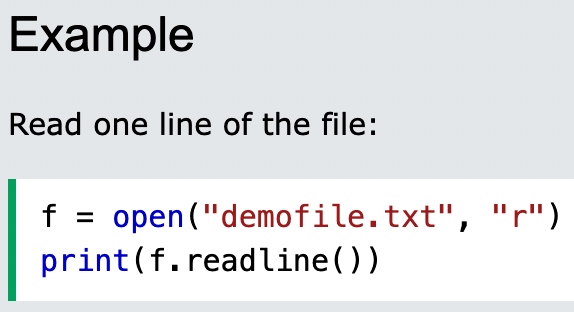 Example
Read one line of the file:
f = open("demofile.txt", "r")
print(f.readline())